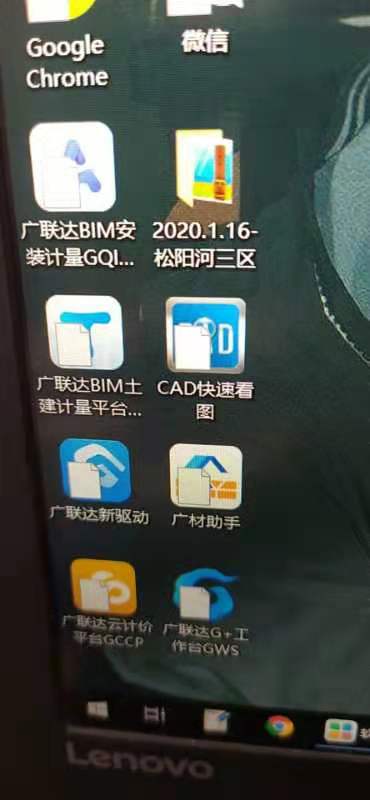 Google
Chrome
微信
广联达BIM安
装计量GQI...
2020.1.16-
松阳河三区
广联达BIM土
建计量平台...
CAD快速看
图
广联达新驱动
广材助手
广联达云计价
平台GCCP
广联达G+工
作台GWS
Lenovo